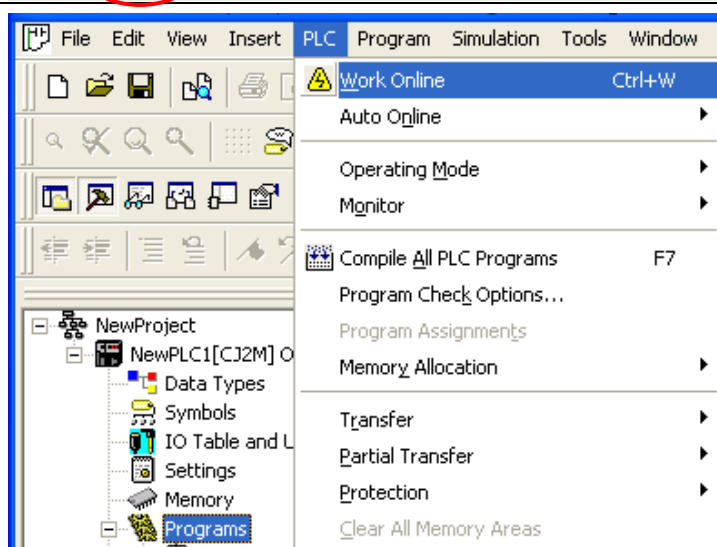 File Edit View Insert PLC Program Simulation Tools Window
Work Online Ctrl+W
Auto Online
Operating Mode
Monitor
Compile All PLC Programs F7
Program Check Options...
Program Assignments
Memory Allocation
Transfer
Partial Transfer
Protection
Clear All Memory Areas
NewProject
NewPLC1[CJ2M] O
Data Types
Symbols
IO Table and U
Settings
Memory
Programs